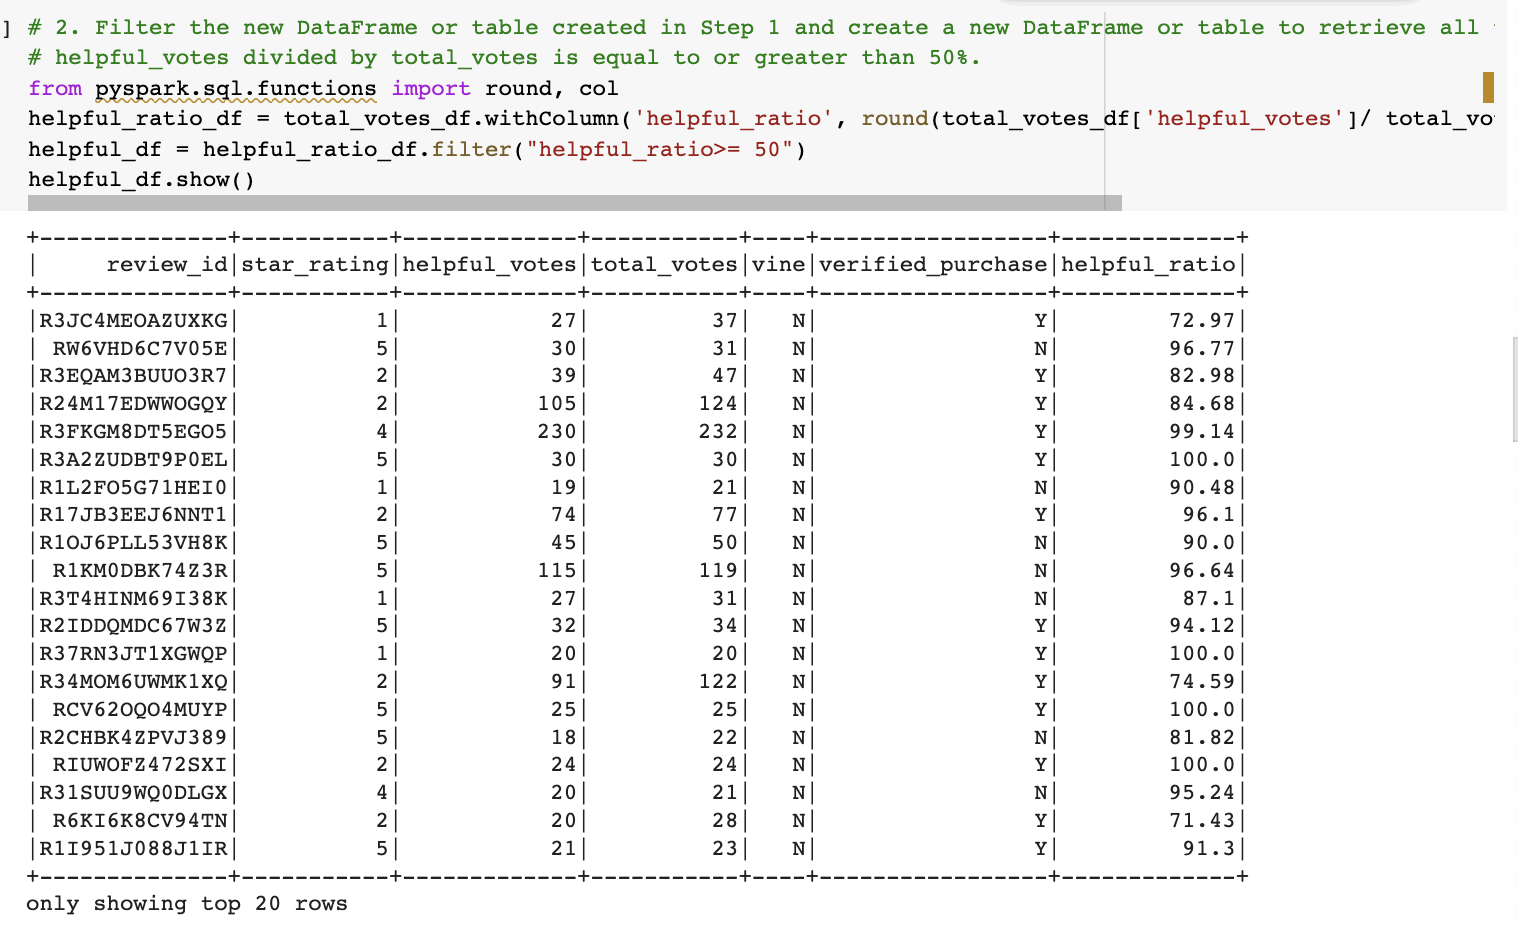 ] # 2. Filter the new DataFrame or table created in Step 1 and create a new DataFrame or table to retrieve all
# helpful_votes divided by total_votes is equal to or greater than 50%.
from pyspark.sql.functions import round, col
helpful_ratio_df = total_votes_df.withColumn('helpful_ratio', round(total_votes_df['helpful_votes']/ total_vo
helpful_df = helpful_ratio_df.filter("helpful_ratio>= 50")
helpful_df.show()
+--------------+-----------+-------------+-----------+----+-----------------+-------------+
|     review_id|star_rating|helpful_votes|total_votes|vine|verified_purchase|helpful_ratio|
+--------------+-----------+-------------+-----------+----+-----------------+-------------+
|R3JC4MEOAZUXKG|          1|           27|         37|   N|                Y|        72.97|
| RW6VHD6C7V05E|          5|           30|         31|   N|                N|        96.77|
|R3EQAM3BUUO3R7|          2|           39|         47|   N|                Y|        82.98|
|R24M17EDWWOGQY|          2|          105|        124|   N|                Y|        84.68|
|R3FKGM8DT5EGO5|          4|          230|        232|   N|                Y|        99.14|
|R3A2ZUDBT9P0EL|          5|           30|         30|   N|                Y|        100.0|
|R1L2FO5G71HEI0|          1|           19|         21|   N|                N|        90.48|
|R17JB3EEJ6NNT1|          2|           74|         77|   N|                Y|         96.1|
|R1OJ6PLL53VH8K|          5|           45|         50|   N|                N|         90.0|
| R1KM0DBK74Z3R|          5|          115|        119|   N|                N|        96.64|
|R3T4HINM69I38K|          1|           27|         31|   N|                N|         87.1|
|R2IDDQMDC67W3Z|          5|           32|         34|   N|                Y|        94.12|
|R37RN3JT1XGWQP|          1|           20|         20|   N|                Y|        100.0|
|R34MOM6UWMK1XQ|          2|           91|        122|   N|                Y|        74.59|
| RCV62OQO4MUYP|          5|           25|         25|   N|                Y|        100.0|
|R2CHBK4ZPVJ389|          5|           18|         22|   N|                N|        81.82|
| RIUWOFZ472SXI|          2|           24|         24|   N|                Y|        100.0|
|R31SUU9WQ0DLGX|          4|           20|         21|   N|                N|        95.24|
| R6KI6K8CV94TN|          2|           20|         28|   N|                Y|        71.43|
|R1I951J088J1IR|          5|           21|         23|   N|                Y|         91.3|
+--------------+-----------+-------------+-----------+----+-----------------+-------------+
only showing top 20 rows